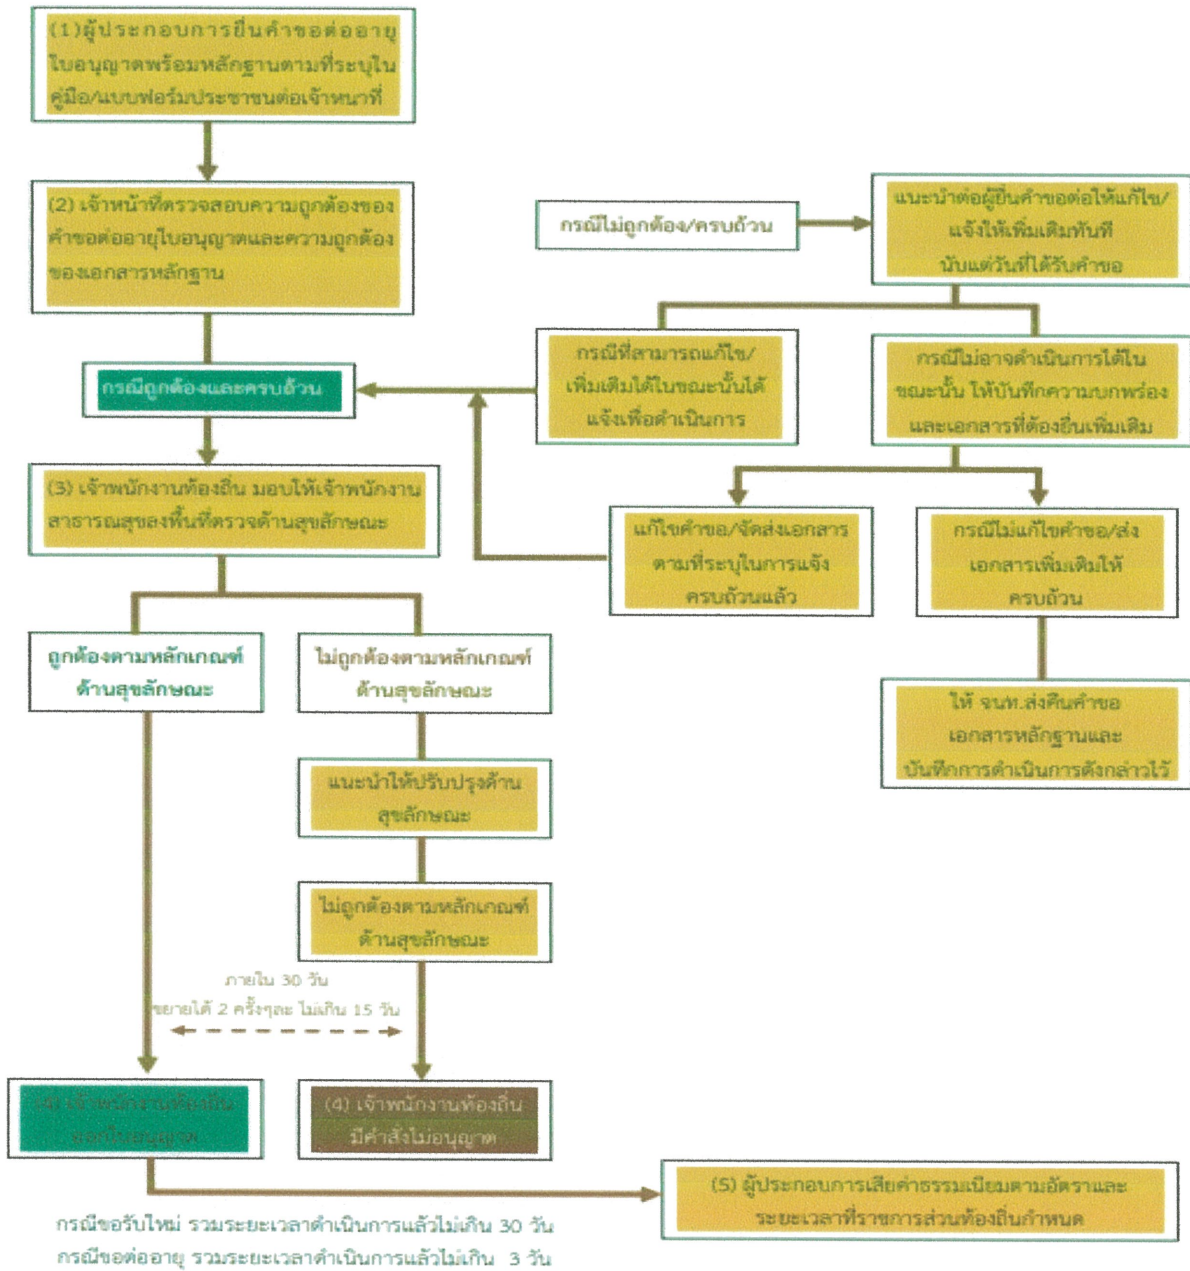 (1)ผู้ประกอบการยื่นคำขอต่ออายุ
ใบอนุญาตพร้อมหลักฐานตามที่ระบุใน
คู่มือ/แบบฟอร์มประชาชนต่อเจ้าหน้าที่
(2) เจ้าหน้าที่ตรวจสอบความถูกต้องของ
คำขอต่ออายุใบอนุญาตและความถูกต้อง
ของเอกสารหลักฐาน
กรณีไม่ถูกต้อง/ครบถ้วน
แนะนำต่อผู้ยื่นคำขอต่อให้แก้ไข/
แจ้งให้เพิ่มเติมทันที
นับแต่วันที่ได้รับคำขอ
กรณีถูกต้องและครบถ้วน
กรณีที่สามารถแก้ไข/
เพิ่มเติมได้ในขณะนั้นได้
แจ้งเพื่อดำเนินการ
กรณีไม่อาจดำเนินการได้ใน
ขณะนั้น ให้บันทึกความบกพร่อง
และเอกสารที่ต้องยื่นเพิ่มเติม
(3) เจ้าพนักงานท้องถิ่น มอบให้เจ้าพนักงาน
สาธารณสุขลงพื้นที่ตรวจด้านสุขลักษณะ
แก้ไขคำขอ/จัดส่งเอกสาร
ตามที่ระบุในการแจ้ง
ครบถ้วนแล้ว
กรณีไม่แก้ไขคำขอ/ส่ง
เอกสารเพิ่มเติมให้
ครบถ้วน
ถูกต้องตามหลักเกณฑ์
ด้านสุขลักษณะ
ไม่ถูกต้องตามหลักเกณฑ์
ด้านสุขลักษณะ
ให้ จนท.ส่งคืนคำขอ
เอกสารหลักฐานและ
บันทึกการดำเนินการดังกล่าวไว้
แนะนำให้ปรับปรุงด้าน
สุขลักษณะ
ไม่ถูกต้องตามหลักเกณฑ์
ด้านสุขลักษณะ
ภายใน 30 วัน
ขยายได้ 2 ครั้งๆละ ไม่เกิน 15 วัน
(4) เจ้าพนักงานท้องถิ่น
ออกใบอนุญาต
(4) เจ้าพนักงานท้องถิ่น
มีคำสั่งไม่อนุญาต
(5) ผู้ประกอบการเสียค่าธรรมเนียมตามอัตราและ
ระยะเวลาที่ราชการส่วนท้องถิ่นกำหนด
กรณีขอรับใหม่ รวมระยะเวลาดำเนินการแล้วไม่เกิน 30 วัน
กรณีขอต่ออายุ รวมระยะเวลาดำเนินการแล้วไม่เกิน 3 วัน